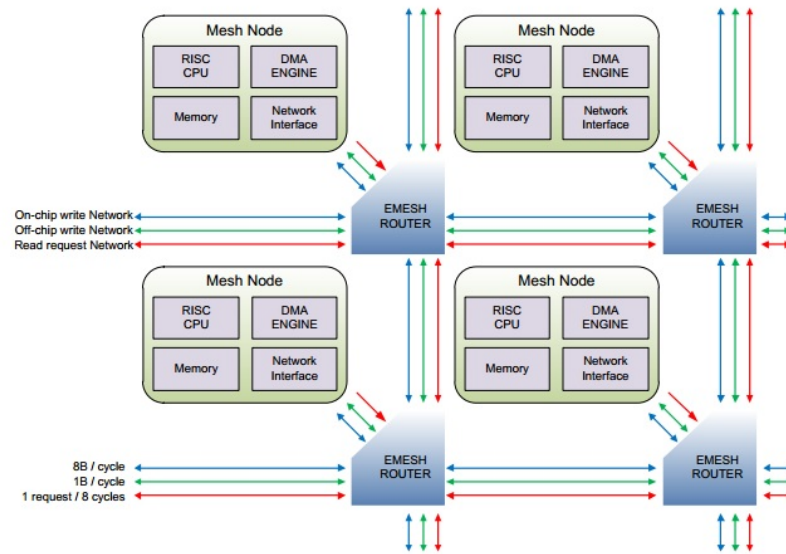 Mesh Node
RISC
CPU
DMA
ENGINE
Memory
Network
Interface
Mesh Node
RISC
CPU
DMA
ENGINE
Memory
Network
Interface
On-chip write Network
Off-chip write Network
Read request Network
EMESH
ROUTER
EMESH
ROUTER
Mesh Node
RISC
CPU
DMA
ENGINE
Memory
Network
Interface
Mesh Node
RISC
CPU
DMA
ENGINE
Memory
Network
Interface
8B / cycle
1B / cycle
1 request / 8 cycles
EMESH
ROUTER
EMESH
ROUTER